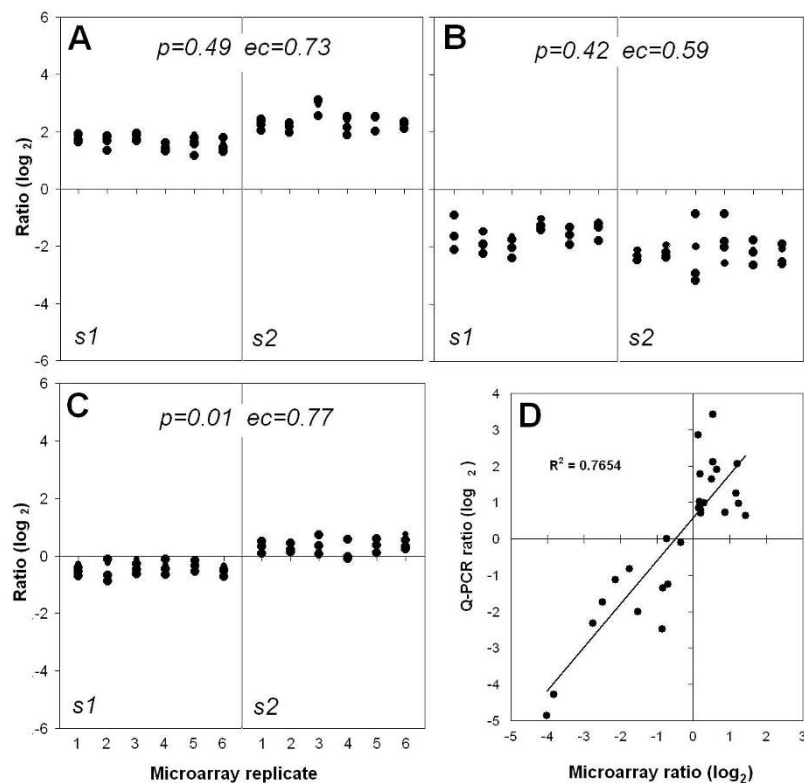 A
p=0.49 ec=0.73
B
p=0.42 ec=0.59
6
4
2
0
-2
-4
-6
Ratio (log 2)
s1
s2
s1
s2
C
p=0.01 ec=0.77
6
4
2
0
-2
-4
-6
Ratio (log 2)
s1
s2
1 2 3 4 5 6 1 2 3 4 5 6
Microarray replicate
D
R² = 0.7654
4
3
2
1
0
-1
-2
-3
-4
-5
Q-PCR ratio (log 2)
-5 -4 -3 -2 -1 0 1 2 3
Microarray ratio (log₂)